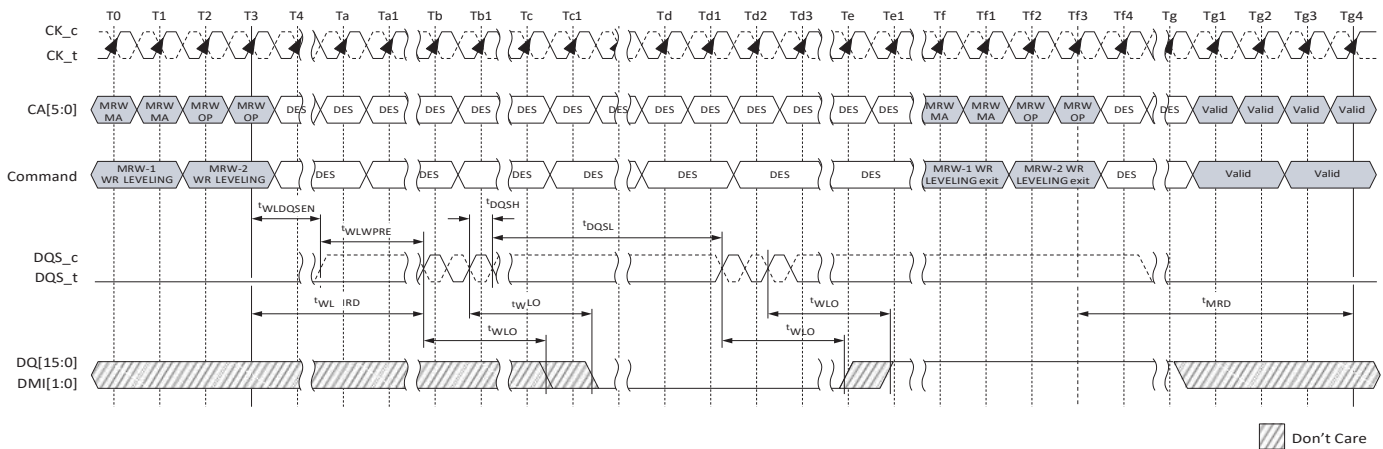 T0 T1 T2 T3 T4 Ta Ta1 Tb Tb1 Tc Tc1 Td Td1 Td2 Td3 Te Te1 Tf Tf1 Tf2 Tf3 Tf4 Tg Tg1 Tg2 Tg3 Tg4
CK_c
CK_t
CA[5:0]
MRW MRW MRW MRW DES DES DES DES DES DES DES DES DES DES DES DES DES DES MRW MRW MRW MRW DES DES Valid Valid Valid Valid
MA MA OP OP MA MA OP OP
Command
MRW-1 MRW-2 DES DES DES DES DES DES MRW-1 WR MRW-2 WR DES Valid Valid
WR LEVELING WR LEVELING LEVELING exit LEVELING exit
tWLDQSEN
tDQSH
tWLWPRE
tDQSL
DQS_c
DQS_t
tWL IRD
tWLO
tWLO
tMRD
tWLO
tWLO
DQ[15:0]
DMI[1:0]
Don't Care